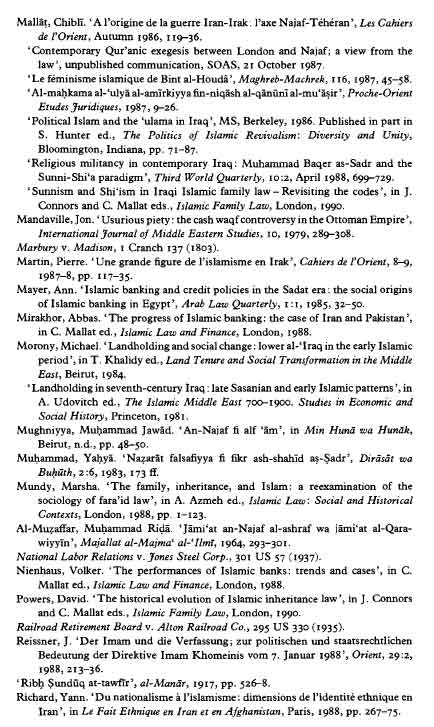 Mallāṭ, Chiblī. 'A l'origine de la guerre Iran-Irak: l'axe Najaf-Téhéran', Les Cahiers
de l'Orient, Autumn 1986, 119–36.
'Contemporary Qur'anic exegesis between London and Najaf; a view from the
law', unpublished communication, SOAS, 21 October 1987.
'Le féminisme islamique de Bint al-Houdâ', Maghreb-Machrek, 116, 1987, 45–58.
'Al-maḥkama al-'ulyā al-amīrkiyya fin-niqāsh al-qānūnī al-mu'āṣir', Proche-Orient
Etudes Juridiques, 1987, 9–26.
'Political Islam and the 'ulama in Iraq', MS, Berkeley, 1986. Published in part in
S. Hunter ed., The Politics of Islamic Revivalism: Diversity and Unity,
Bloomington, Indiana, pp. 71–87.
'Religious militancy in contemporary Iraq: Muhammad Baqer as-Sadr and the
Sunni-Shi'a paradigm', Third World Quarterly, 10:2, April 1988, 699–729.
'Sunnism and Shi'ism in Iraqi Islamic family law – Revisiting the codes', in J.
Connors and C. Mallat eds., Islamic Family Law, London, 1990.
Mandaville, Jon. 'Usurious piety: the cash waqf controversy in the Ottoman Empire',
International Journal of Middle Eastern Studies, 10, 1979, 289–308.
Marbury v. Madison, 1 Cranch 137 (1803).
Martin, Pierre. 'Une grande figure de l'islamisme en Irak', Cahiers de l'Orient, 8–9,
1987–8, pp. 117–35.
Mayer, Ann. 'Islamic banking and credit policies in the Sadat era: the social origins
of Islamic banking in Egypt', Arab Law Quarterly, 1:1, 1985, 32–50.
Mirakhor, Abbas. 'The progress of Islamic banking: the case of Iran and Pakistan',
in C. Mallat ed., Islamic Law and Finance, London, 1988.
Morony, Michael. 'Landholding and social change: lower al-'Iraq in the early Islamic
period', in T. Khalidy ed., Land Tenure and Social Transformation in the Middle
East, Beirut, 1984.
'Landholding in seventh-century Iraq: late Sasanian and early Islamic patterns', in
A. Udovitch ed., The Islamic Middle East 700–1900. Studies in Economic and
Social History, Princeton, 1981.
Mughniyya, Muḥammad Jawād. 'An-Najaf fi alf 'ām', in Min Hunā wa Hunāk,
Beirut, n.d., pp. 48–50.
Muḥammad, Yaḥyā. 'Naẓarāt falsafiyya fi fikr ash-shahīd aṣ-Ṣadr', Dirāsāt wa
Buḥūth, 2:6, 1983, 173 ff.
Mundy, Marsha. 'The family, inheritance, and Islam: a reexamination of the
sociology of fara'id law', in A. Azmeh ed., Islamic Law: Social and Historical
Contexts, London, 1988, pp. 1–123.
Al-Muẓaffar, Muḥammad Riḍā. 'Jāmi'at an-Najaf al-ashraf wa jāmi'at al-Qara-
wiyyīn', Majallat al-Majma' al-'Ilmī, 1964, 293–301.
National Labor Relations v. Jones Steel Corp., 301 US 57 (1937).
Nienhaus, Volker. 'The performances of Islamic banks: trends and cases', in C.
Mallat ed., Islamic Law and Finance, London, 1988.
Powers, David. 'The historical evolution of Islamic inheritance law', in J. Connors
and C. Mallat eds., Islamic Family Law, London, 1990.
Railroad Retirement Board v. Alton Railroad Co., 295 US 330 (1935).
Reissner, J. 'Der Imam und die Verfassung; zur politischen und staatsrechtlichen
Bedeutung der Direktive Imam Khomeinis vom 7. Januar 1988', Orient, 29:2,
1988, 213–36.
'Ribḥ Ṣundūq at-tawfīr', al-Manār, 1917, pp. 526–8.
Richard, Yann. 'Du nationalisme à l'islamisme: dimensions de l'identité ethnique en
Iran', in Le Fait Ethnique en Iran et en Afghanistan, Paris, 1988, pp. 267–75.